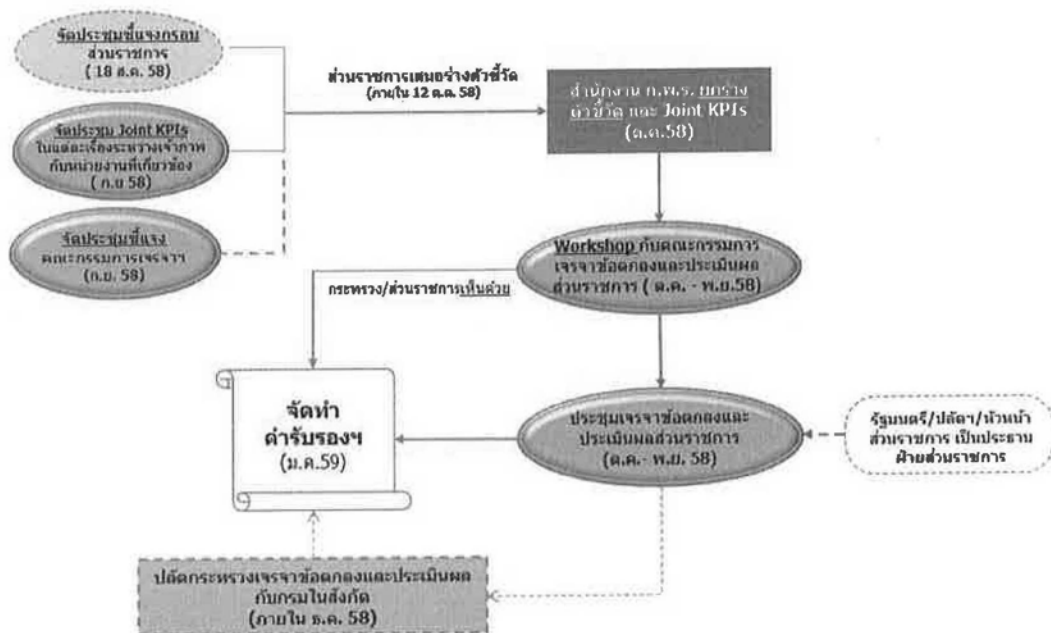 จัดประชุมชี้แจงกรอบ
ส่วนราชการ
( 18 ส.ค. 58)
จัดประชุม Joint KPIs
ในแต่ละเรื่องระหว่างเจ้าภาพ
กับหน่วยงานที่เกี่ยวข้อง
( ก.ย 58)
จัดประชุมชี้แจง
คณะกรรมการเจรจาฯ
(ก.ย. 58)
ส่วนราชการเสนอร่างตัวชี้วัด
(ภายใน 12 ต.ค. 58)
สำนักงาน ก.พ.ร. ยกร่าง
ตัวชี้วัด และ Joint KPIs
(ต.ค.58)
Workshop กับคณะกรรมการ
เจรจาข้อตกลงและประเมินผล
ส่วนราชการ ( ต.ค. - พ.ย.58)
กระทรวง/ส่วนราชการเห็นด้วย
จัดทำ
คำรับรองฯ
(ม.ค.59)
ประชุมเจรจาข้อตกลงและ
ประเมินผลส่วนราชการ
(ต.ค.- พ.ย. 58)
รัฐมนตรี/ปลัดฯ/หัวหน้า
ส่วนราชการ เป็นประธาน
ฝ่ายส่วนราชการ
ปลัดกระทรวงเจรจาข้อตกลงและประเมินผล
กับกรมในสังกัด
(ภายใน ธ.ค. 58)